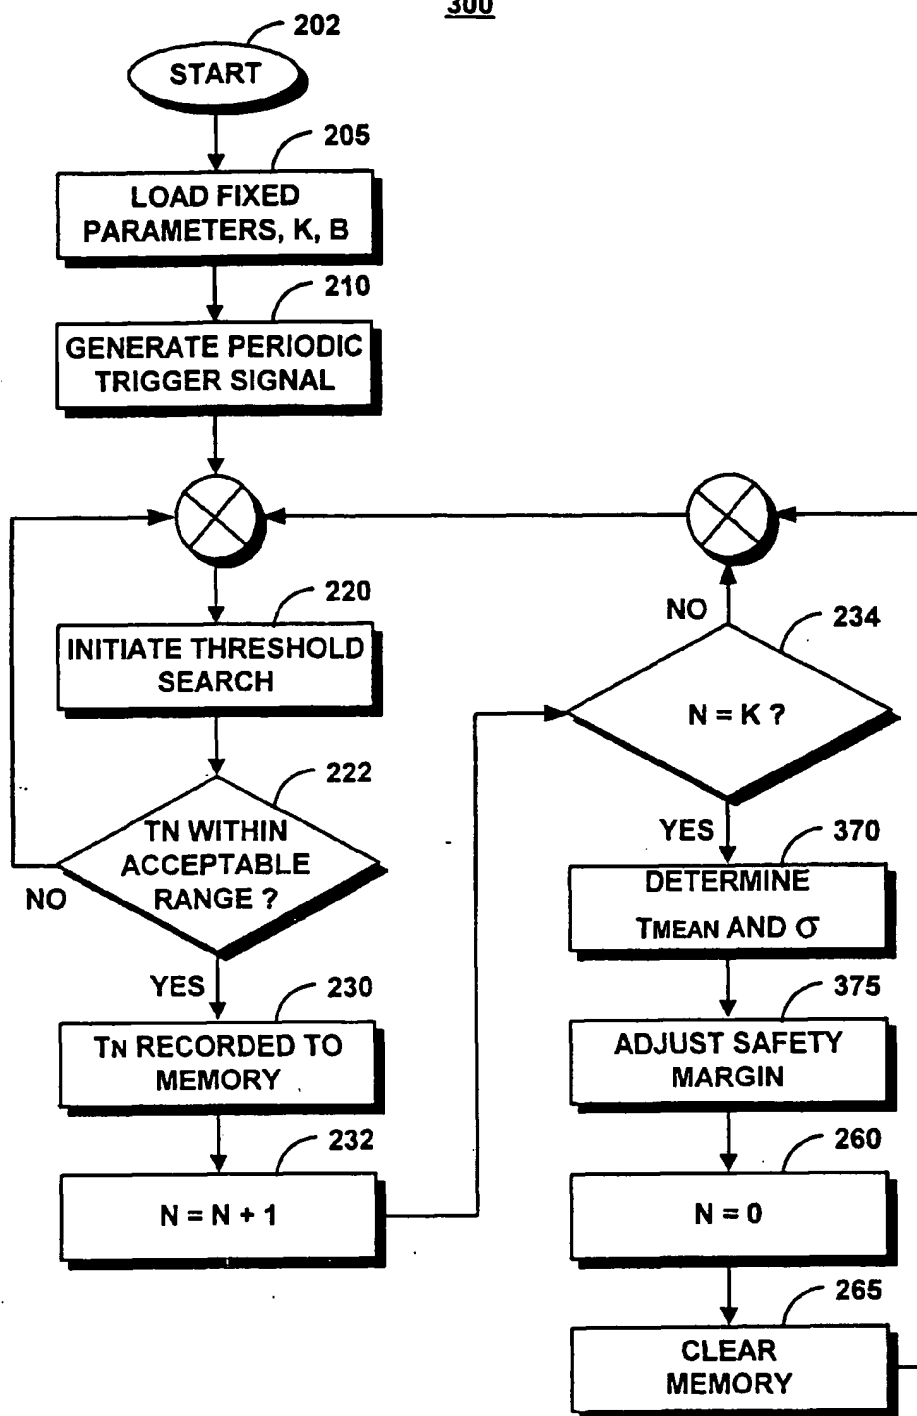 300
202
START
205
LOAD FIXED
PARAMETERS, K, B
210
GENERATE PERIODIC
TRIGGER SIGNAL
220
INITIATE THRESHOLD
SEARCH
222
TN WITHIN
ACCEPTABLE
RANGE ?
NO
YES
230
TN RECORDED TO
MEMORY
232
N = N + 1
NO
234
N = K ?
YES
370
DETERMINE
TMEAN AND σ
375
ADJUST SAFETY
MARGIN
260
N = 0
265
CLEAR
MEMORY